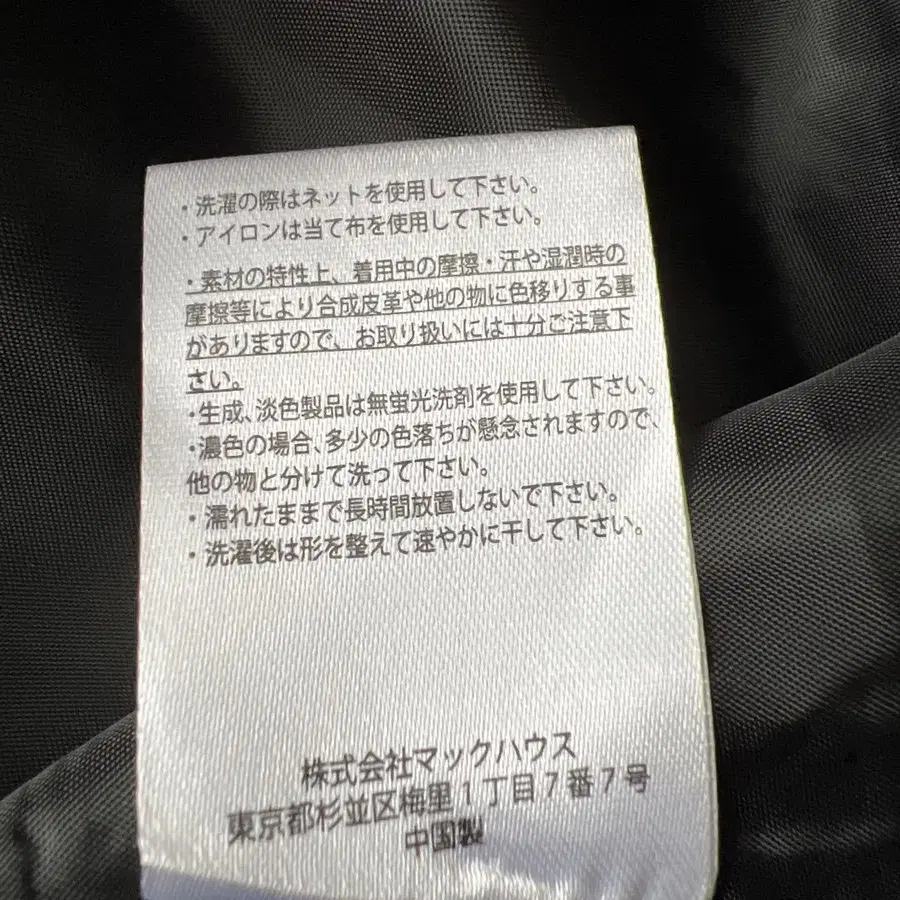 ・洗濯の際はネットを使用して下さい。
・アイロンは当て布を使用して下さい。
・素材の特性上、着用中の摩擦・汗や湿潤時の
摩擦等により合成皮革や他の物に色移りする事
がありますので、お取り扱いには十分ご注意下
さい。
・生成、淡色製品は無蛍光洗剤を使用して下さい。
・濃色の場合、多少の色落ちが懸念されますので、
他の物と分けて洗って下さい。
・濡れたままで長時間放置しないで下さい。
・洗濯後は形を整えて速やかに干して下さい。
株式会社マックハウス
東京都杉並区梅里1丁目7番7号
中国製